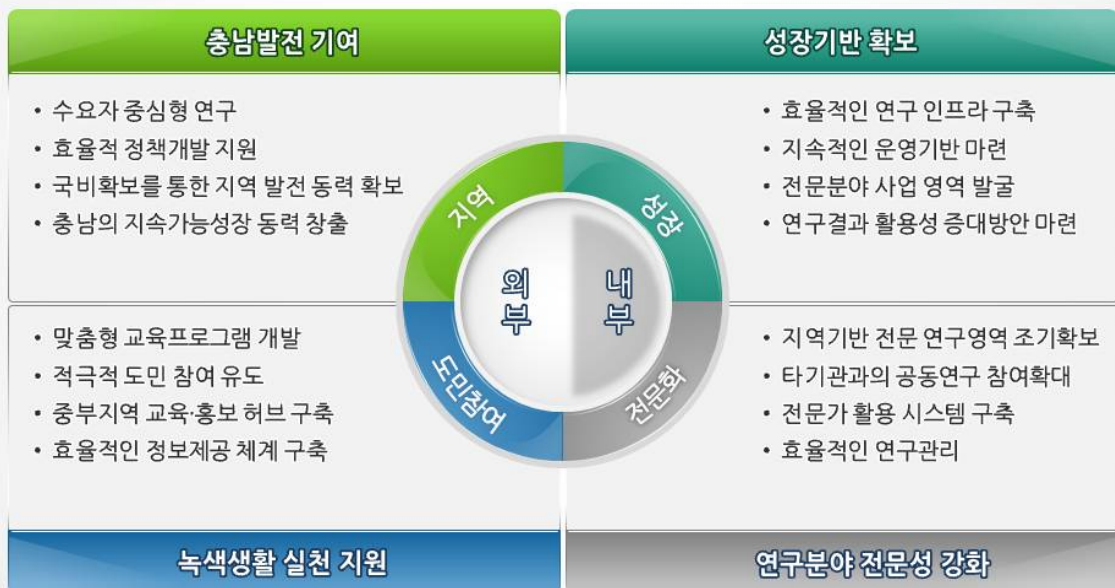 충남발전 기여
• 수요자 중심형 연구
• 효율적 정책개발 지원
• 국비확보를 통한 지역 발전 동력 확보
• 충남의 지속가능성장 동력 창출
성장기반 확보
• 효율적인 연구 인프라 구축
• 지속적인 운영기반 마련
• 전문분야 사업 영역 발굴
• 연구결과 활용성 증대방안 마련
지역
성장
외부
내부
도민참여
전문화
• 맞춤형 교육프로그램 개발
• 적극적 도민 참여 유도
• 중부지역 교육·홍보 허브 구축
• 효율적인 정보제공 체계 구축
녹색생활 실천 지원
• 지역기반 전문 연구영역 조기확보
• 타기관과의 공동연구 참여확대
• 전문가 활용 시스템 구축
• 효율적인 연구관리
연구분야 전문성 강화